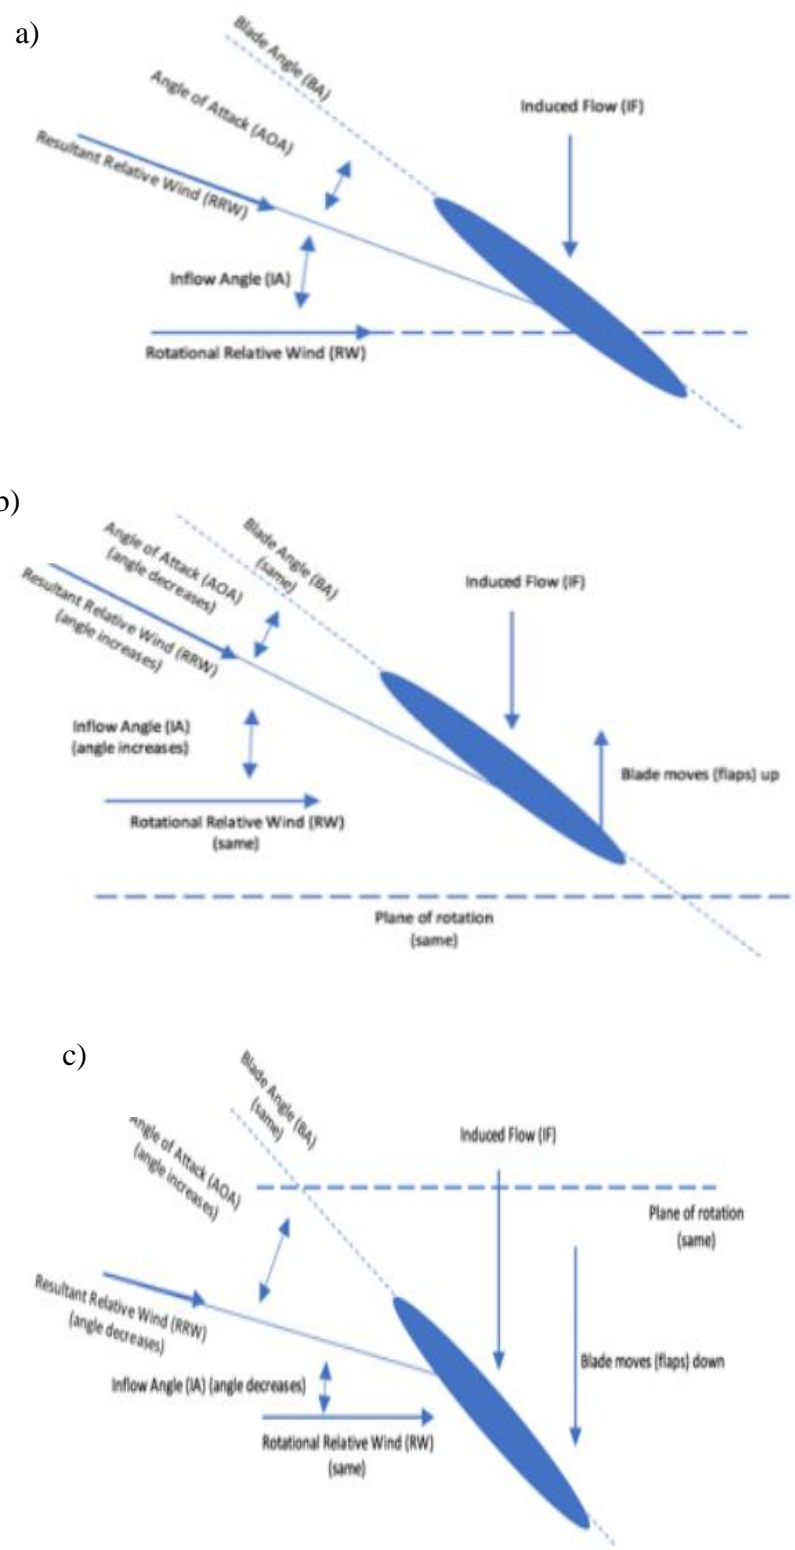 a)
Blade Angle (BA)
Angle of Attack (AOA)
Induced Flow (IF)
Resultant Relative Wind (RRW)
Inflow Angle (IA)
Rotational Relative Wind (RW)
b)
Blade Angle (BA)
(same)
Angle of Attack (AOA)
(angle decreases)
Induced Flow (IF)
Resultant Relative Wind (RRW)
(angle increases)
Inflow Angle (IA)
(angle increases)
Blade moves (flaps) up
Rotational Relative Wind (RW)
(same)
Plane of rotation
(same)
c)
Blade Angle (BA)
(same)
Angle of Attack (AOA)
(angle increases)
Induced Flow (IF)
Plane of rotation
(same)
Resultant Relative Wind (RRW)
(angle decreases)
Blade moves (flaps) down
Inflow Angle (IA) (angle decreases)
Rotational Relative Wind (RW)
(same)